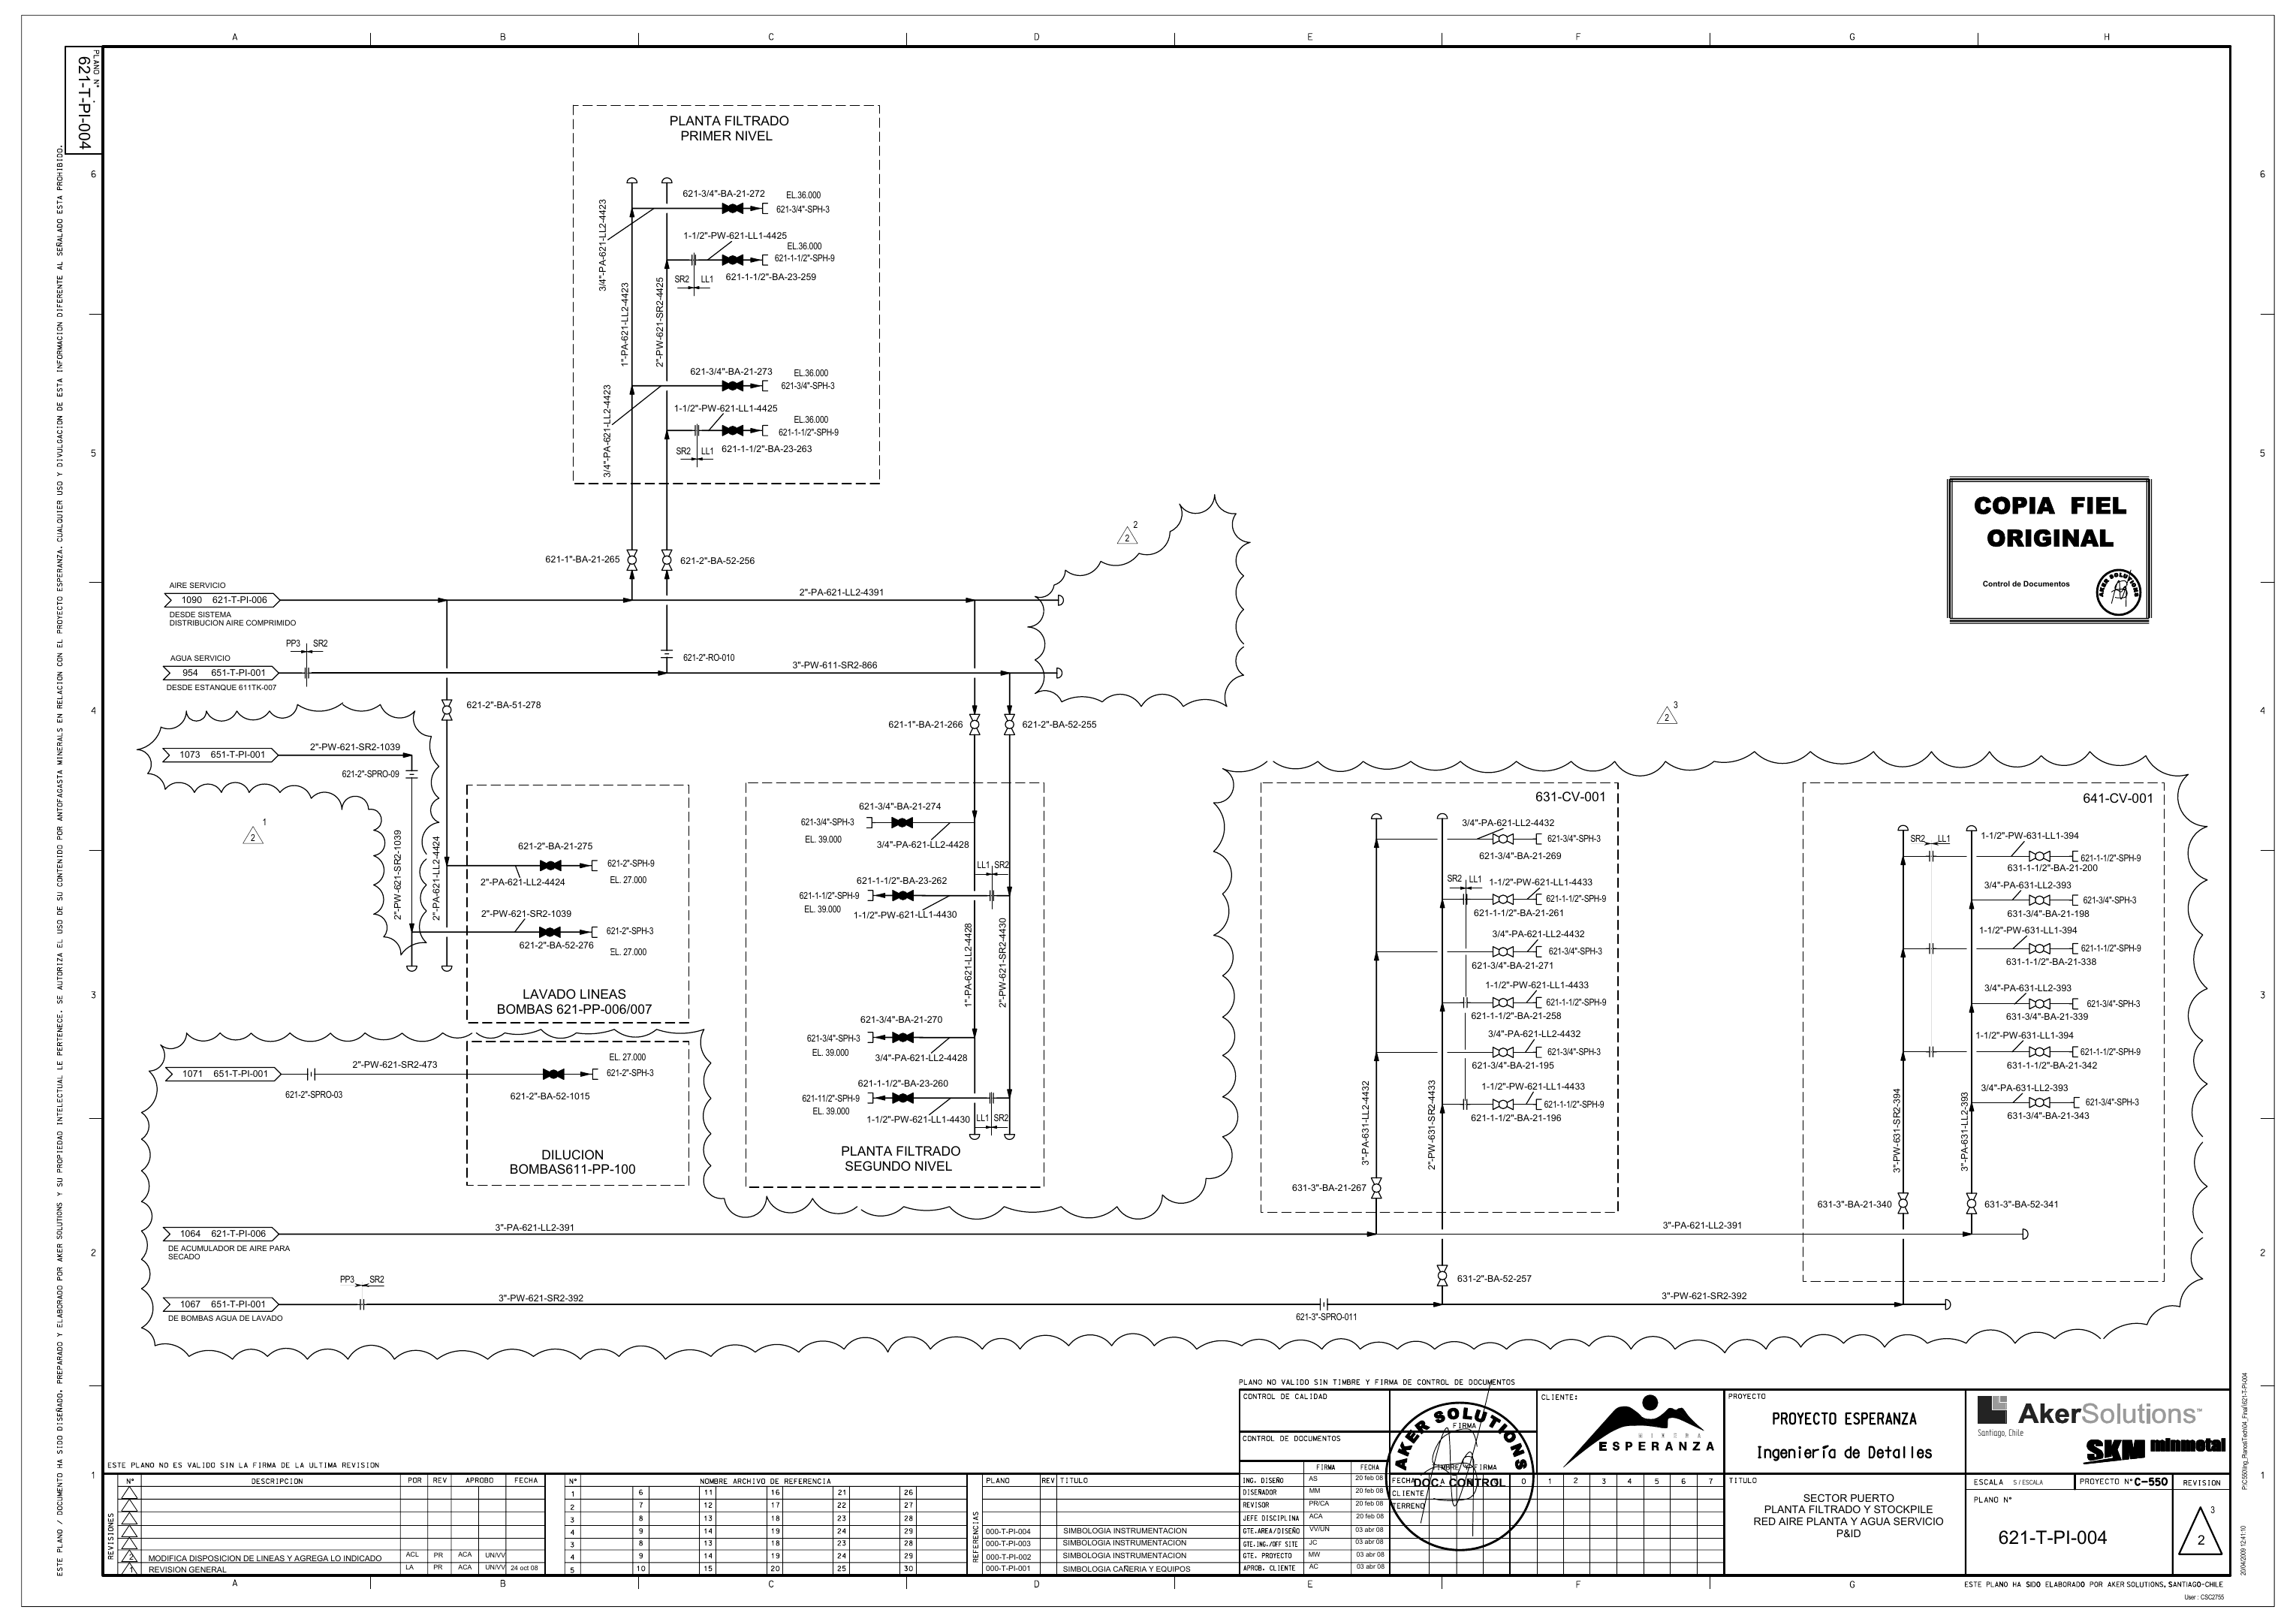 A B C D E F G H
PLANO N°
621-T-PI-004
ESTE PLANO / DOCUMENTO HA SIDO DISEÑADO, PREPARADO Y ELABORADO POR AKER SOLUTIONS Y SU PROPIEDAD INTELECTUAL LE PERTENECE. SE AUTORIZA EL USO DE SU CONTENIDO POR ANTOFAGASTA MINERALS EN RELACION CON EL PROYECTO ESPERANZA. CUALQUIER USO Y DIVULGACION DE ESTA INFORMACION DIFERENTE AL SEÑALADO ESTA PROHIBIDO.
6 6
5 5
4 4
3 3
2 2
1 1
PLANTA FILTRADO
PRIMER NIVEL
621-3/4"-BA-21-272 EL.36.000
621-3/4"-SPH-3
3/4"-PA-621-LL2-4423
1-1/2"-PW-621-LL1-4425
EL.36.000
621-1-1/2"-SPH-9
SR2 LL1 621-1-1/2"-BA-23-259
1"-PA-621-LL2-4423
2"-PW-621-SR2-4425
621-3/4"-BA-21-273 EL.36.000
621-3/4"-SPH-3
3/4"-PA-621-LL2-4423
1-1/2"-PW-621-LL1-4425
EL.36.000
621-1-1/2"-SPH-9
SR2 LL1 621-1-1/2"-BA-23-263
621-1"-BA-21-265 621-2"-BA-52-256
2 2
COPIA FIEL
ORIGINAL
Control de Documentos
AKER SOLUTIONS
AIRE SERVICIO
1090 621-T-PI-006
DESDE SISTEMA
DISTRIBUCION AIRE COMPRIMIDO
2"-PA-621-LL2-4391
PP3 SR2
AGUA SERVICIO
954 651-T-PI-001
DESDE ESTANQUE 611TK-007
621-2"-RO-010
3"-PW-611-SR2-866
621-2"-BA-51-278
621-1"-BA-21-266 621-2"-BA-52-255
3 2
1073 651-T-PI-001
2"-PW-621-SR2-1039
621-2"-SPRO-09
1 2
2"-PW-621-SR2-1039
2"-PA-621-LL2-4424
621-2"-BA-21-275
621-2"-SPH-9
EL. 27.000
2"-PA-621-LL2-4424
2"-PW-621-SR2-1039
621-2"-SPH-3
621-2"-BA-52-276
EL. 27.000
LAVADO LINEAS
BOMBAS 621-PP-006/007
621-3/4"-BA-21-274
621-3/4"-SPH-3
EL. 39.000
3/4"-PA-621-LL2-4428
LL1 SR2
621-1-1/2"-BA-23-262
621-1-1/2"-SPH-9
EL. 39.000
1-1/2"-PW-621-LL1-4430
1"-PA-621-LL2-4428
2"-PW-621-SR2-4430
621-3/4"-BA-21-270
621-3/4"-SPH-3
EL. 39.000
3/4"-PA-621-LL2-4428
621-1-1/2"-BA-23-260
621-11/2"-SPH-9
EL. 39.000
1-1/2"-PW-621-LL1-4430 LL1 SR2
PLANTA FILTRADO
SEGUNDO NIVEL
1071 651-T-PI-001
2"-PW-621-SR2-473
621-2"-SPRO-03
EL. 27.000
621-2"-SPH-3
621-2"-BA-52-1015
DILUCION
BOMBAS611-PP-100
631-CV-001
3/4"-PA-621-LL2-4432
621-3/4"-SPH-3
621-3/4"-BA-21-269
SR2 LL1 1-1/2"-PW-621-LL1-4433
621-1-1/2"-SPH-9
621-1-1/2"-BA-21-261
3/4"-PA-621-LL2-4432
621-3/4"-SPH-3
621-3/4"-BA-21-271
1-1/2"-PW-621-LL1-4433
621-1-1/2"-SPH-9
621-1-1/2"-BA-21-258
3/4"-PA-621-LL2-4432
621-3/4"-SPH-3
621-3/4"-BA-21-195
1-1/2"-PW-621-LL1-4433
621-1-1/2"-SPH-9
621-1-1/2"-BA-21-196
3"-PA-631-LL2-4432
2"-PW-631-SR2-4433
631-3"-BA-21-267
641-CV-001
SR2 LL1 1-1/2"-PW-631-LL1-394
621-1-1/2"-SPH-9
631-1-1/2"-BA-21-200
3/4"-PA-631-LL2-393
621-3/4"-SPH-3
631-3/4"-BA-21-198
1-1/2"-PW-631-LL1-394
621-1-1/2"-SPH-9
631-1-1/2"-BA-21-338
3/4"-PA-631-LL2-393
621-3/4"-SPH-3
631-3/4"-BA-21-339
1-1/2"-PW-631-LL1-394
621-1-1/2"-SPH-9
631-1-1/2"-BA-21-342
3/4"-PA-631-LL2-393
621-3/4"-SPH-3
631-3/4"-BA-21-343
3"-PW-631-SR2-394
3"-PA-631-LL2-393
631-3"-BA-21-340 631-3"-BA-52-341
1064 621-T-PI-006
DE ACUMULADOR DE AIRE PARA
SECADO
3"-PA-621-LL2-391 3"-PA-621-LL2-391
631-2"-BA-52-257
PP3 SR2
1067 651-T-PI-001
DE BOMBAS AGUA DE LAVADO
3"-PW-621-SR2-392 3"-PW-621-SR2-392
621-3"-SPRO-011
PLANO NO VALIDO SIN TIMBRE Y FIRMA DE CONTROL DE DOCUMENTOS
CONTROL DE CALIDAD
CONTROL DE DOCUMENTOS
AKER SOLUTIONS
FIRMA
TIMBRE/FIRMA
DOC. CONTROL
CLIENTE:
MINERA
ESPERANZA
PROYECTO
PROYECTO ESPERANZA
Ingeniería de Detalles
AkerSolutions™
Santiago, Chile
SKM minmetal
ESTE PLANO NO ES VALIDO SIN LA FIRMA DE LA ULTIMA REVISION
REVISIONES
N° DESCRIPCION POR REV APROBO FECHA
2 MODIFICA DISPOSICION DE LINEAS Y AGREGA LO INDICADO ACL PR ACA UN/VV
1 REVISION GENERAL LA PR ACA UN/VV 24 oct 08
N° NOMBRE ARCHIVO DE REFERENCIA
1 6 11 16 21 26
2 7 12 17 22 27
3 8 13 18 23 28
4 9 14 19 24 29
3 8 13 18 23 28
4 9 14 19 24 29
5 10 15 20 25 30
REFERENCIAS
PLANO REV TITULO
000-T-PI-004 SIMBOLOGIA INSTRUMENTACION
000-T-PI-003 SIMBOLOGIA INSTRUMENTACION
000-T-PI-002 SIMBOLOGIA INSTRUMENTACION
000-T-PI-001 SIMBOLOGIA CAÑERIA Y EQUIPOS
FIRMA FECHA
ING. DISEÑO AS 20 feb 08
DISEÑADOR MM 20 feb 08
REVISOR PR/CA 20 feb 08
JEFE DISCIPLINA ACA 20 feb 08
GTE.AREA/DISEÑO VV/UN 03 abr 08
GTE.ING./OFF SITE JC 03 abr 08
GTE. PROYECTO MW 03 abr 08
APROB. CLIENTE AC 03 abr 08
FECHA 0 1 2 3 4 5 6 7
CLIENTE
TERRENO
TITULO
SECTOR PUERTO
PLANTA FILTRADO Y STOCKPILE
RED AIRE PLANTA Y AGUA SERVICIO
P&ID
ESCALA S/ESCALA PROYECTO N° C-550 REVISION
PLANO N°
621-T-PI-004
3 2
A B C D E F G
ESTE PLANO HA SIDO ELABORADO POR AKER SOLUTIONS, SANTIAGO-CHILE
User : CSC2755
20/04/2009 12:41:10